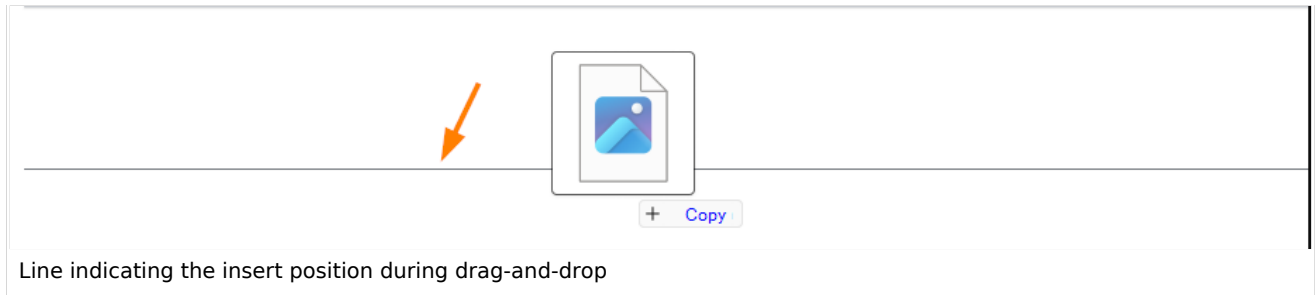 + Copy
Line indicating the insert position during drag-and-drop